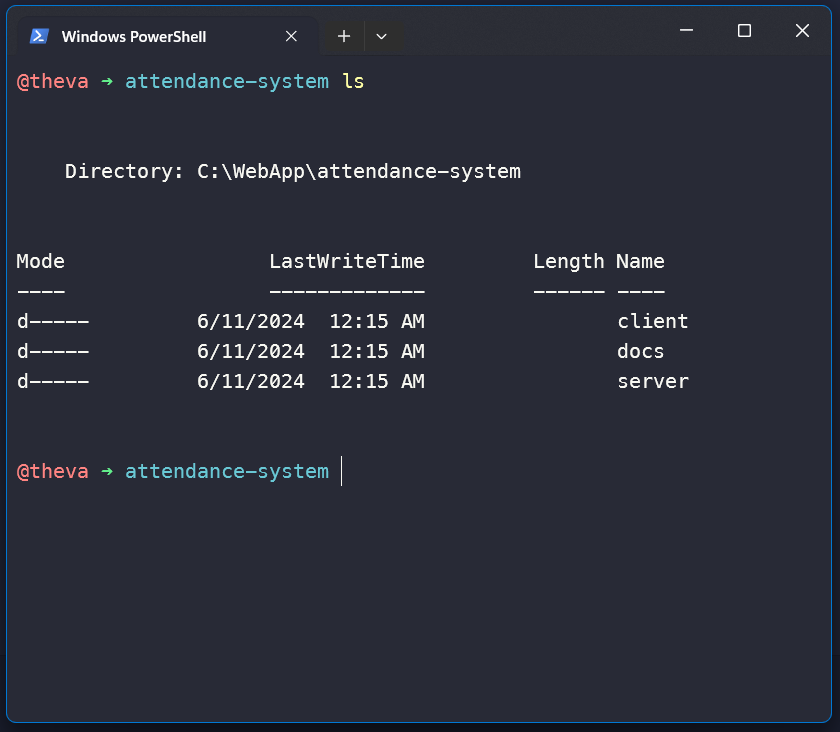 Windows PowerShell
@theva → attendance-system ls
Directory: C:\WebApp\attendance-system
Mode LastWriteTime Length Name
---- ------------- ------ ----
d----- 6/11/2024 12:15 AM client
d----- 6/11/2024 12:15 AM docs
d----- 6/11/2024 12:15 AM server
@theva → attendance-system